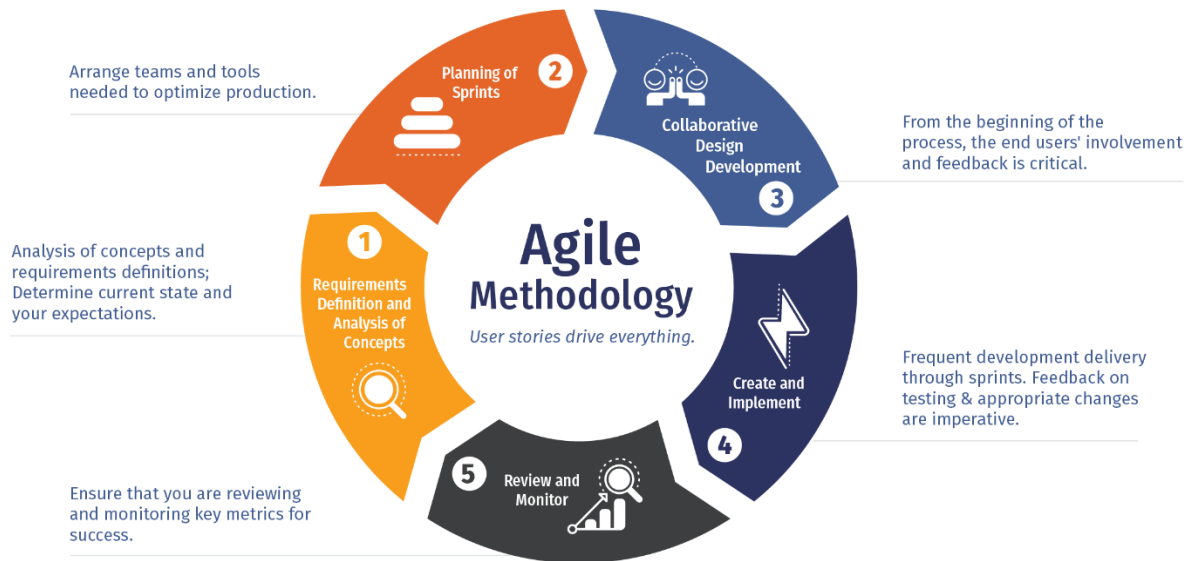 Agile
Methodology
User stories drive everything.
1
Requirements
Definition and
Analysis of
Concepts
Analysis of concepts and
requirements definitions;
Determine current state and
your expectations.
2
Planning of
Sprints
Arrange teams and tools
needed to optimize production.
Collaborative
Design
Development
3
From the beginning of the
process, the end users' involvement
and feedback is critical.
Create and
Implement
4
Frequent development delivery
through sprints. Feedback on
testing & appropriate changes
are imperative.
5
Review and
Monitor
Ensure that you are reviewing
and monitoring key metrics for
success.